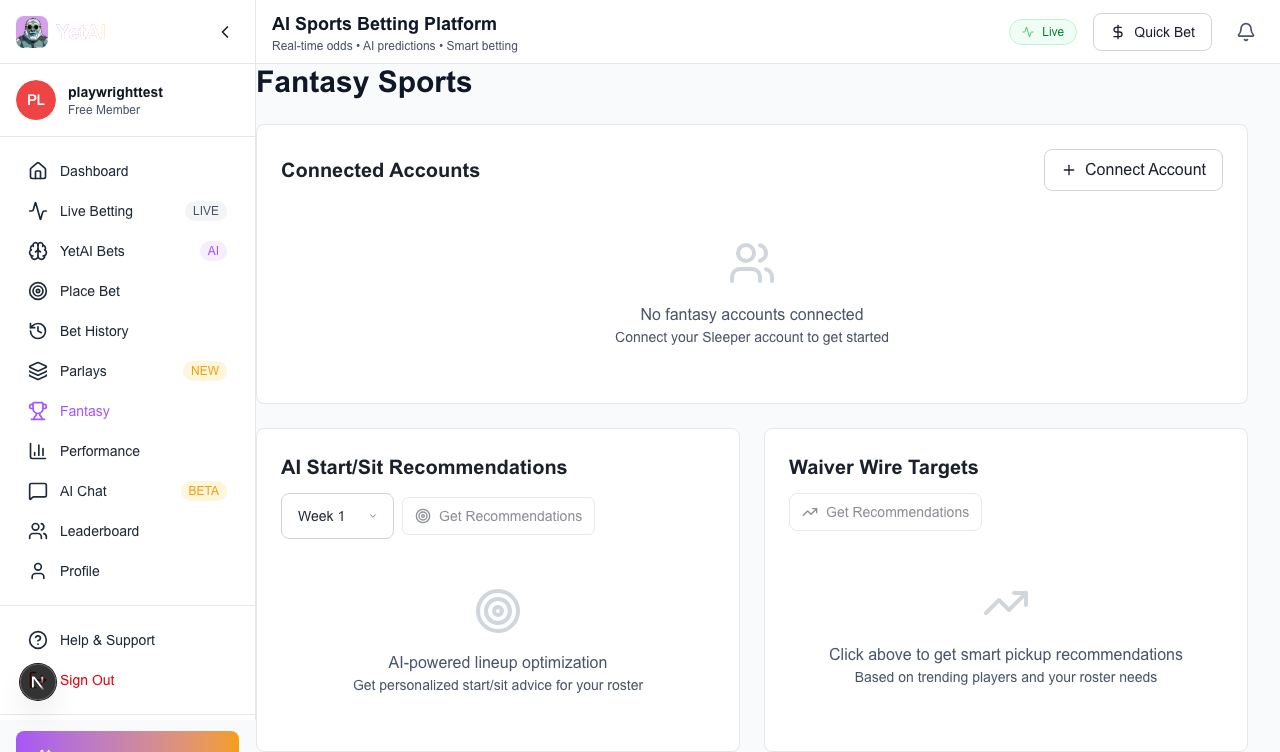 YetAI
AI Sports Betting Platform
Real-time odds • AI predictions • Smart betting
Live
Quick Bet
PL
playwrighttest
Free Member
Dashboard
Live Betting LIVE
YetAI Bets AI
Place Bet
Bet History
Parlays NEW
Fantasy
Performance
AI Chat BETA
Leaderboard
Profile
Help & Support
Sign Out
N
Fantasy Sports
Connected Accounts
Connect Account
No fantasy accounts connected
Connect your Sleeper account to get started
AI Start/Sit Recommendations
Week 1
Get Recommendations
AI-powered lineup optimization
Get personalized start/sit advice for your roster
Waiver Wire Targets
Get Recommendations
Click above to get smart pickup recommendations
Based on trending players and your roster needs